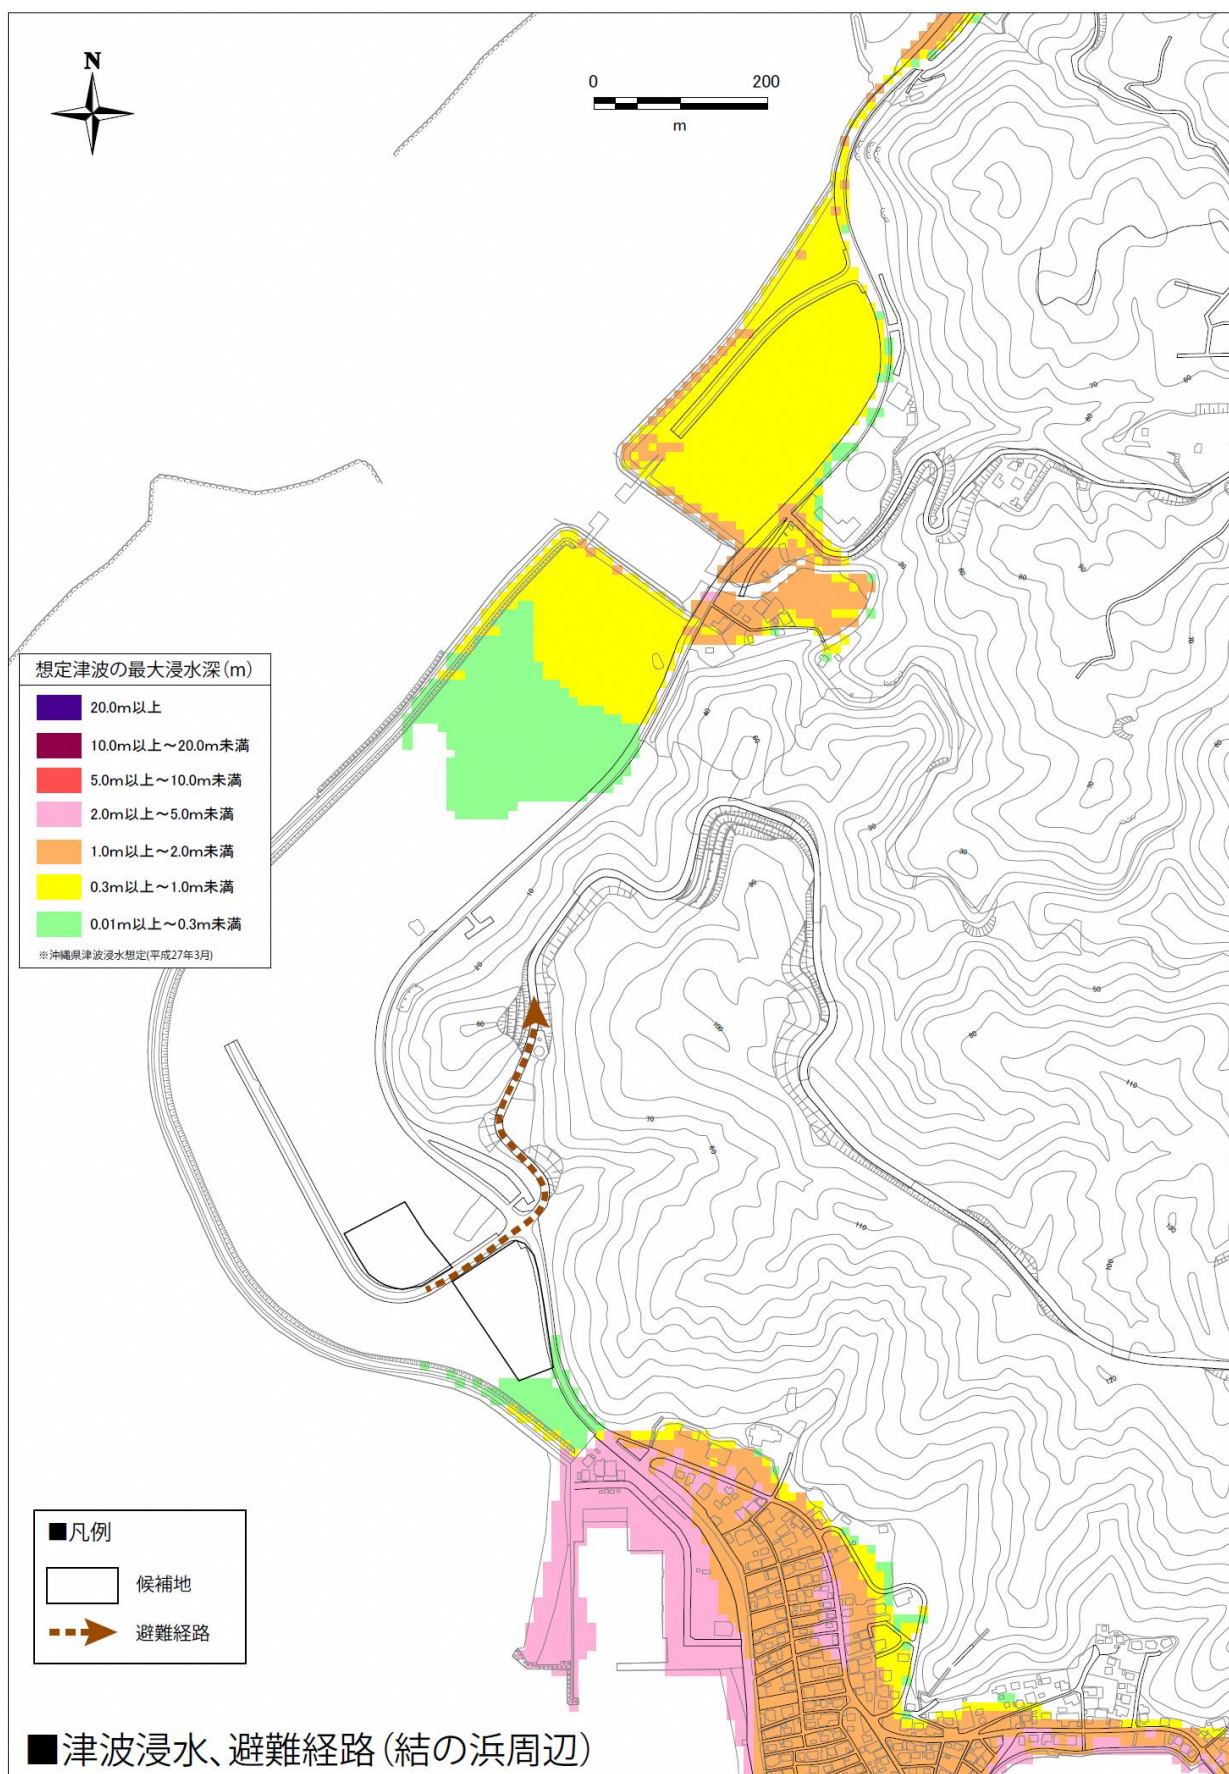 N
0 200
m
想定津波の最大浸水深(m)
20.0m以上
10.0m以上～20.0m未満
5.0m以上～10.0m未満
2.0m以上～5.0m未満
1.0m以上～2.0m未満
0.3m以上～1.0m未満
0.01m以上～0.3m未満
※沖縄県津波浸水想定(平成27年3月)
■凡例
候補地
避難経路
■津波浸水、避難経路(結の浜周辺)